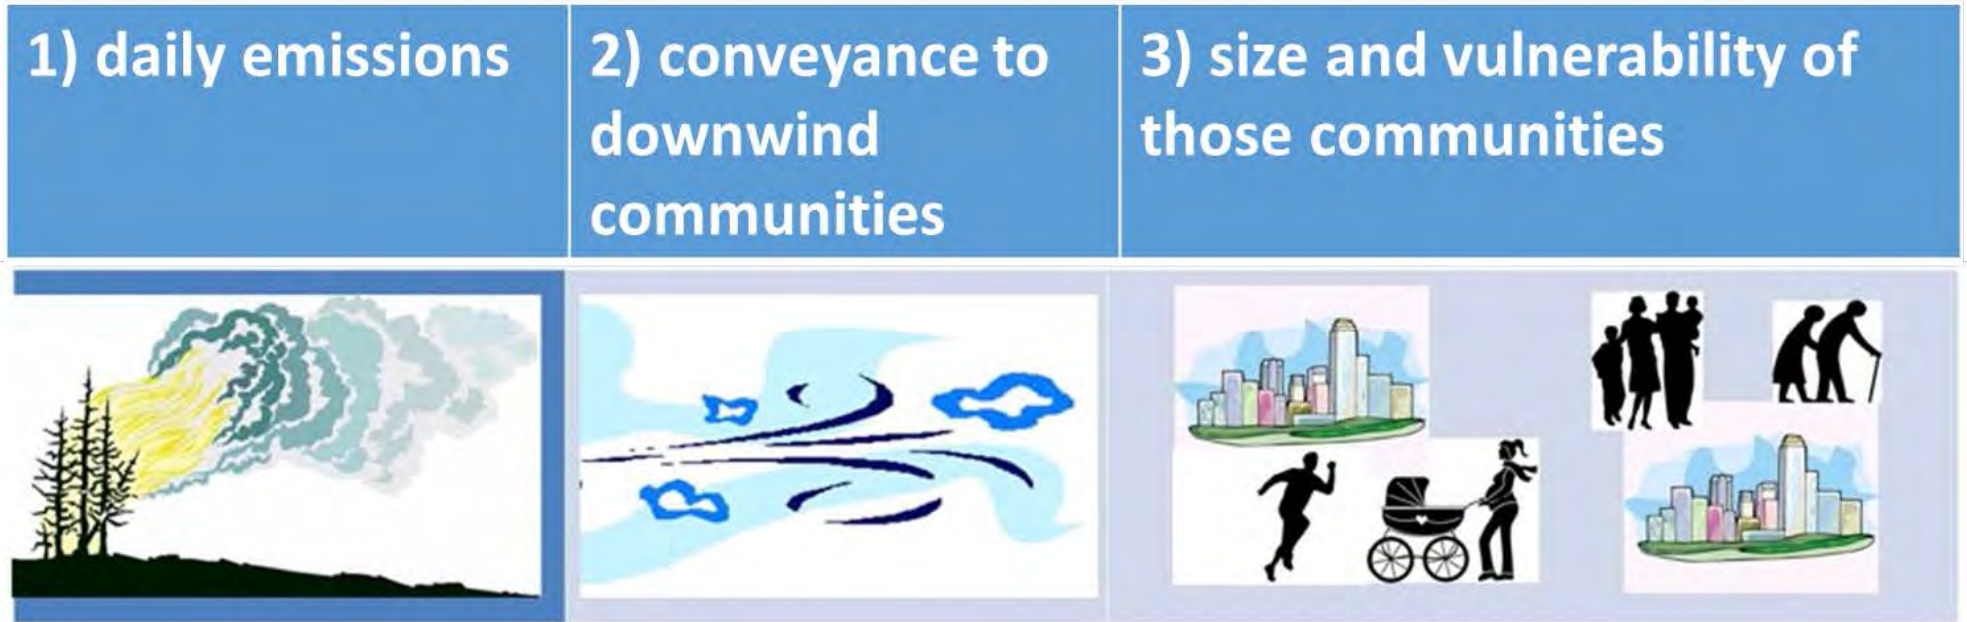 1) daily emissions
2) conveyance to
downwind
communities
3) size and vulnerability of
those communities